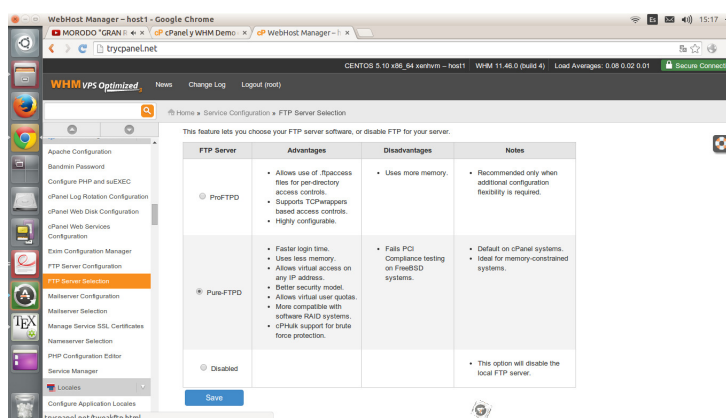 WebHost Manager – host1 - Google Chrome
Es
15:17
MORODO "GRAN R
cPanel y WHM Demo
WebHost Manager – h
trycpanel.net
CENTOS 5.10 x86_64 xenhvm – host1 WHM 11.46.0 (build 4) Load Averages: 0.08 0.02 0.01 Secure Connecti
WHM VPS Optimized
News Change Log Logout (root)
Home » Service Configuration » FTP Server Selection
This feature lets you choose your FTP server software, or disable FTP for your server.
Apache Configuration
Bandmin Password
Configure PHP and suEXEC
cPanel Log Rotation Configuration
cPanel Web Disk Configuration
cPanel Web Services
Configuration
Exim Configuration Manager
FTP Server Configuration
FTP Server Selection
Mailserver Configuration
Mailserver Selection
Manage Service SSL Certificates
Nameserver Selection
PHP Configuration Editor
Service Manager
Locales
Configure Application Locales
trycpanel.net/tweakftp.html
FTP Server Advantages Disadvantages Notes
ProFTPD
Allows use of .ftpaccess
files for per-directory
access controls.
Supports TCPwrappers
based access controls.
Highly configurable.
Uses more memory.
Recommended only when
additional configuration
flexibility is required.
Pure-FTPD
Faster login time.
Uses less memory.
Allows virtual access on
any IP address.
Better security model.
Allows virtual user quotas.
More compatible with
software RAID systems.
cPHulk support for brute
force protection.
Fails PCI
Compliance testing
on FreeBSD
systems.
Default on cPanel systems.
Ideal for memory-constrained
systems.
Disabled
This option will disable the
local FTP server.
Save
TEX